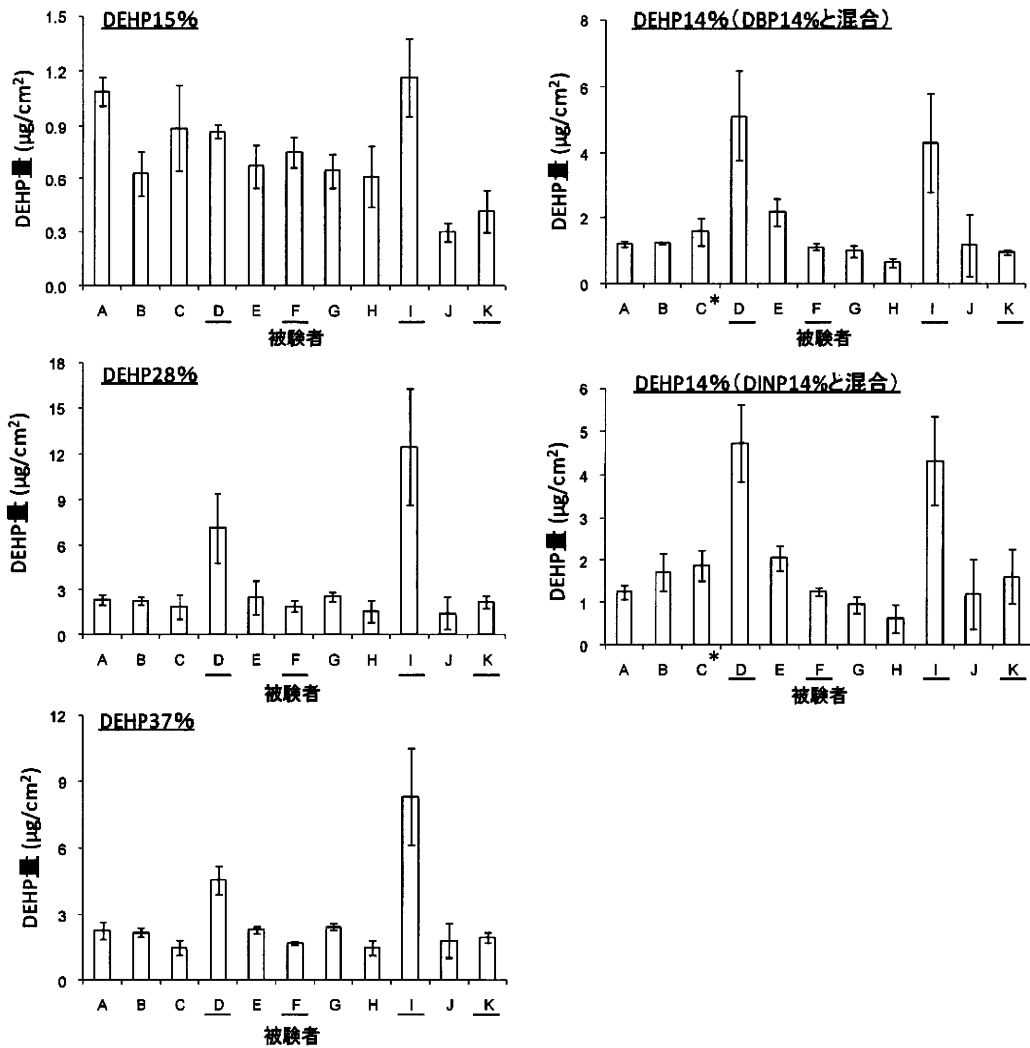 DEHP15%
DEHP量 (μg/cm²)
1.5
1.2
0.9
0.6
0.3
0.0
A B C D E F G H I J K
被験者
DEHP14%(DBP14%と混合)
DEHP量 (μg/cm²)
8
6
4
2
0
A B C* D E F G H I J K
被験者
DEHP28%
DEHP量 (μg/cm²)
18
15
12
9
6
3
0
A B C D E F G H I J K
被験者
DEHP14%(DINP14%と混合)
DEHP量 (μg/cm²)
6
5
4
3
2
1
0
A B C* D E F G H I J K
被験者
DEHP37%
DEHP量 (μg/cm²)
12
9
6
3
0
A B C D E F G H I J K
被験者